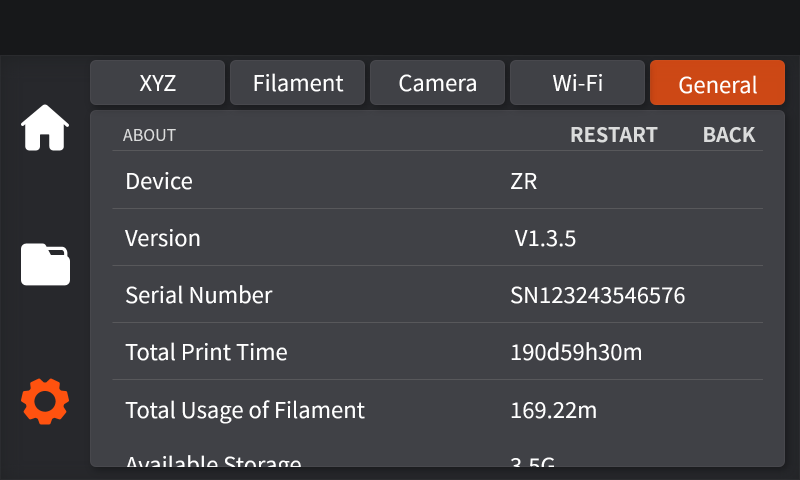 XYZ Filament Camera Wi-Fi General
ABOUT RESTART BACK
Device ZR
Version V1.3.5
Serial Number SN123243546576
Total Print Time 190d59h30m
Total Usage of Filament 169.22m
Available Storage 3.5G